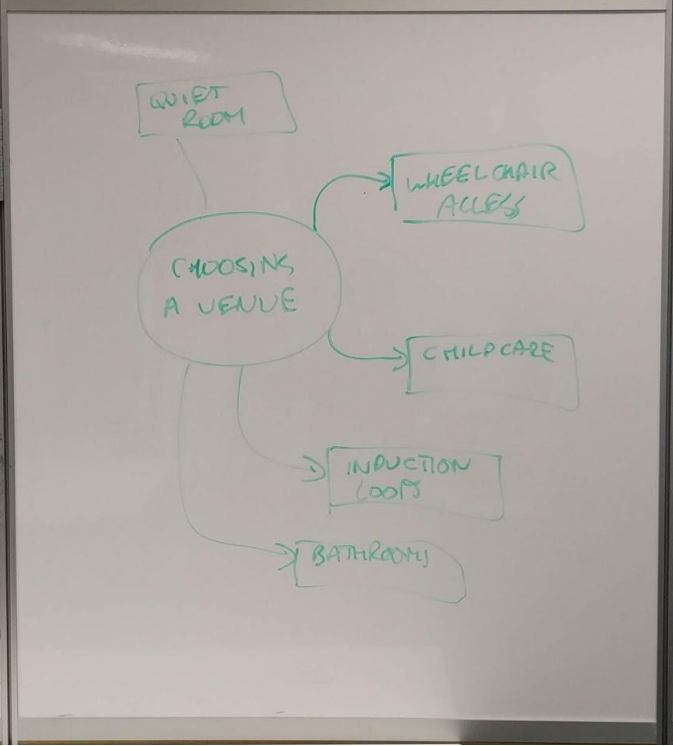 QUIET
ROOM
WHEELCHAIR
ACCESS
CHOOSING
A VENUE
CHILDCARE
INDUCTION
LOOPS
BATHROOMS